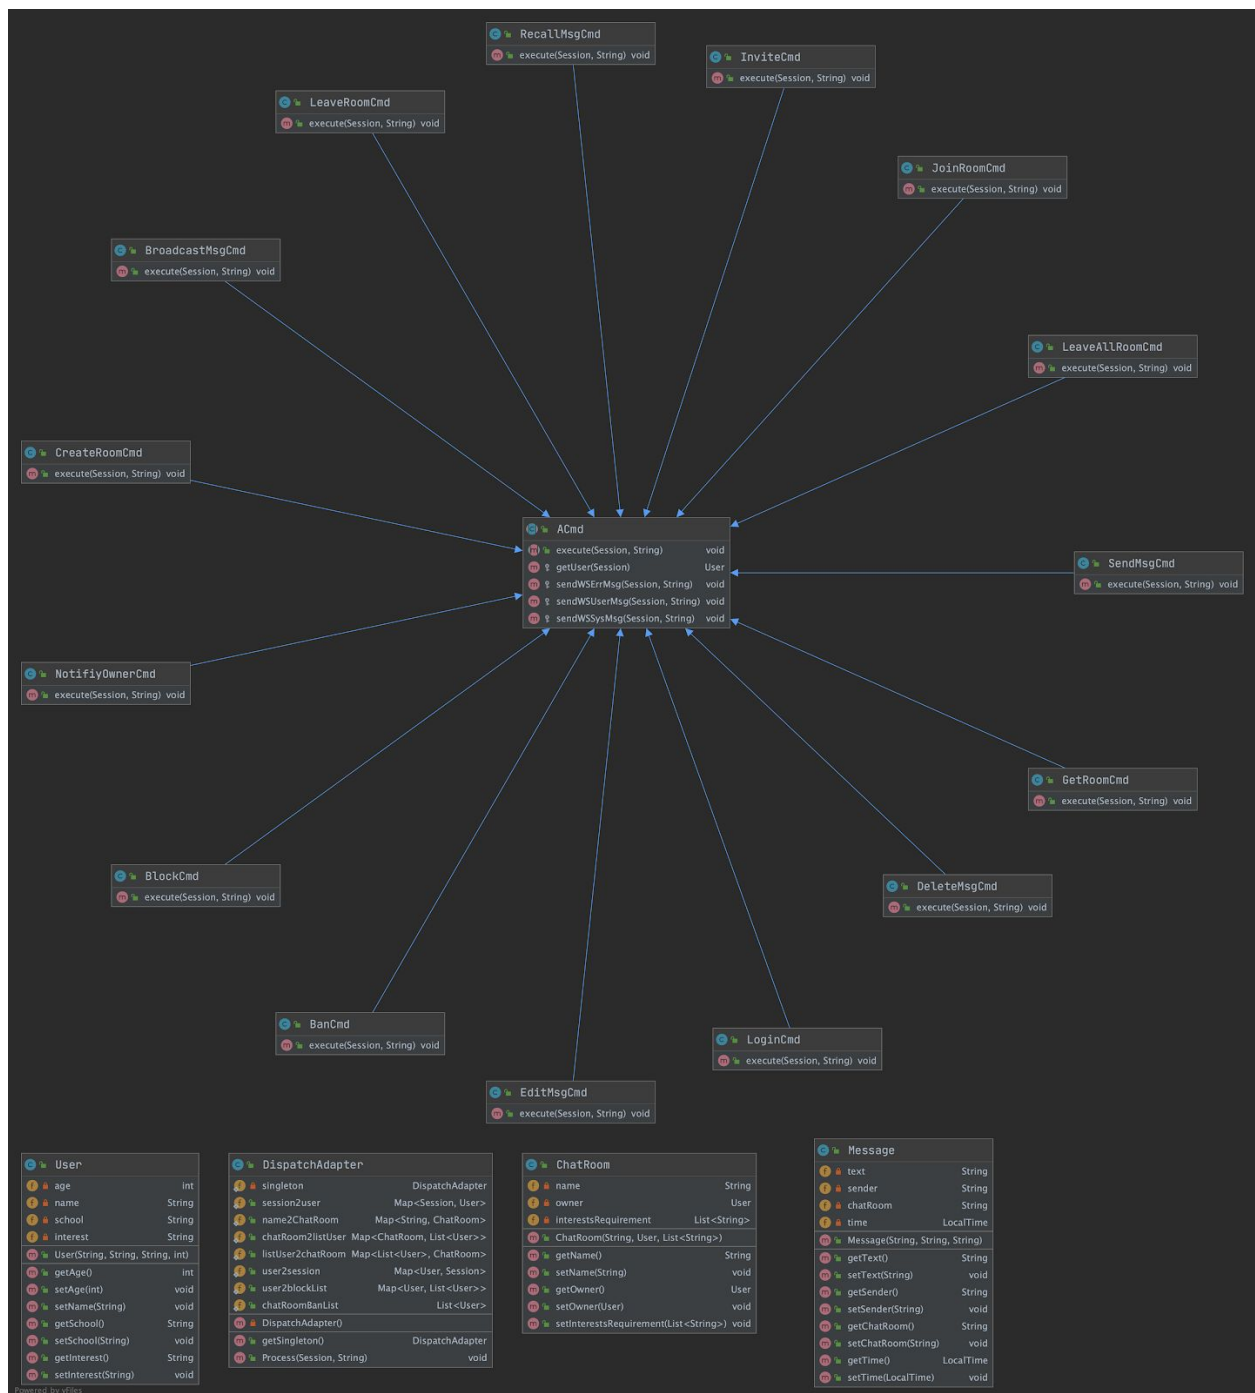 RecallMsgCmd
execute(Session, String) void
InviteCmd
execute(Session, String) void
LeaveRoomCmd
execute(Session, String) void
JoinRoomCmd
execute(Session, String) void
BroadcastMsgCmd
execute(Session, String) void
LeaveAllRoomCmd
execute(Session, String) void
CreateRoomCmd
execute(Session, String) void
ACmd
execute(Session, String) void
getUser(Session) User
sendWSErrMsg(Session, String) void
sendWSUserMsg(Session, String) void
sendWSSysMsg(Session, String) void
SendMsgCmd
execute(Session, String) void
NotifiyOwnerCmd
execute(Session, String) void
GetRoomCmd
execute(Session, String) void
BlockCmd
execute(Session, String) void
DeleteMsgCmd
execute(Session, String) void
BanCmd
execute(Session, String) void
LoginCmd
execute(Session, String) void
EditMsgCmd
execute(Session, String) void
User
age int
name String
school String
interest String
User(String, String, String, int)
getAge() int
setAge(int) void
setName(String) void
getSchool() String
setSchool(String) void
getInterest() String
setInterest(String) void
DispatchAdapter
singleton DispatchAdapter
session2user Map<Session, User>
name2ChatRoom Map<String, ChatRoom>
chatRoom2listUser Map<ChatRoom, List<User>>
listUser2chatRoom Map<List<User>, ChatRoom>
user2session Map<User, Session>
user2blockList Map<User, List<User>>
chatRoomBanList List<User>
DispatchAdapter()
getSingleton() DispatchAdapter
Process(Session, String) void
ChatRoom
name String
owner User
interestsRequirement List<String>
ChatRoom(String, User, List<String>)
getName() String
setName(String) void
getOwner() User
setOwner(User) void
setInterestsRequirement(List<String>) void
Message
text String
sender String
chatRoom String
time LocalTime
Message(String, String, String)
getText() String
setText(String) void
getSender() String
setSender(String) void
getChatRoom() String
setChatRoom(String) void
getTime() LocalTime
setTime(LocalTime) void
Powered by yFiles